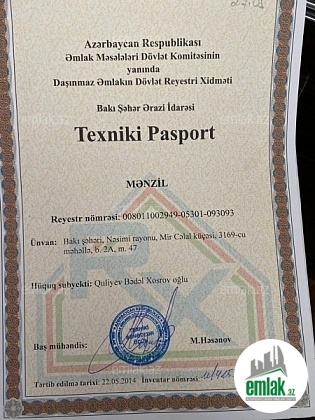 Azərbaycan Respublikası
Əmlak Məsələləri Dövlət Komitəsinin
yanında
Daşınmaz Əmlakın Dövlət Reyestri Xidməti
Bakı Şəhər Ərazi İdarəsi
Texniki Pasport
MƏNZİL
Reyestr nömrəsi: 008011002949-05301-093093
Ünvan: Bakı şəhəri, Nəsimi rayonu, Mir Cəlal küçəsi, 3169-cu
məhəllə, b. 2A, m. 47
Hüquq subyekti: Quliyev Bədəl Xosrov oğlu
Baş mühəndis:
M.Həsənov
Tərtib edilmə tarixi: 22.05.2014 İnventar nömrəsi
emlak.az